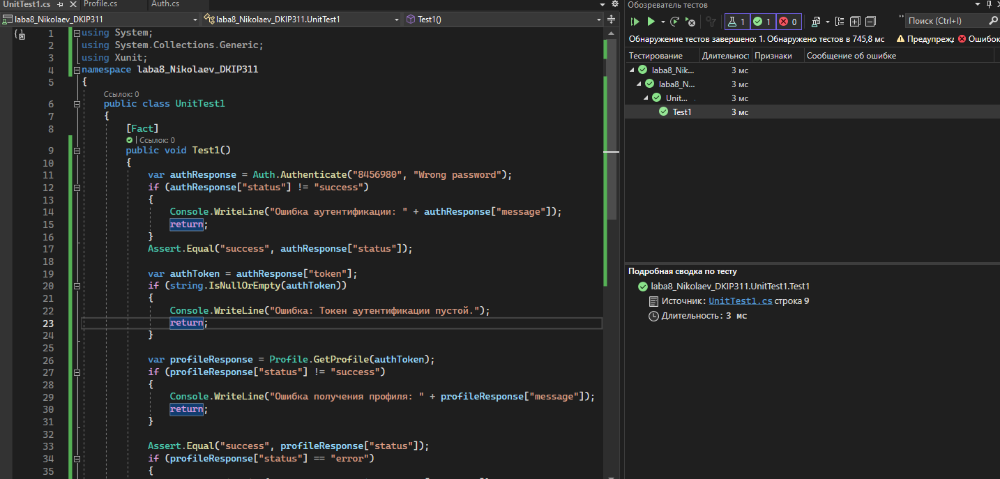 UnitTest1.cs
Profile.cs
Auth.cs
laba8_Nikolaev_DKIP311
laba8_Nikolaev_DKIP311.UnitTest1
Test1()
1 using System;
2 using System.Collections.Generic;
3 using Xunit;
4 namespace laba8_Nikolaev_DKIP311
5 {
Ссылок: 0
6 public class UnitTest1
7 {
8 [Fact]
| Ссылок: 0
9 public void Test1()
10 {
11 var authResponse = Auth.Authenticate("8456980", "Wrong password");
12 if (authResponse["status"] != "success")
13 {
14 Console.WriteLine("Ошибка аутентификации: " + authResponse["message"]);
15 return;
16 }
17 Assert.Equal("success", authResponse["status"]);
18
19 var authToken = authResponse["token"];
20 if (string.IsNullOrEmpty(authToken))
21 {
22 Console.WriteLine("Ошибка: Токен аутентификации пустой.");
23 return;
24 }
25
26 var profileResponse = Profile.GetProfile(authToken);
27 if (profileResponse["status"] != "success")
28 {
29 Console.WriteLine("Ошибка получения профиля: " + profileResponse["message"]);
30 return;
31 }
32
33 Assert.Equal("success", profileResponse["status"]);
34 if (profileResponse["status"] == "error")
35 {
Обозреватель тестов
1 1 0
Поиск (Ctrl+I)
Обнаружение тестов завершено: 1. Обнаружено тестов в 745,8 мс
Предупреж
Ошибок
Тестирование Длительност Признаки Сообщение об ошибке
laba8_Nik... 3 мс
laba8_N... 3 мс
Unit... 3 мс
Test1 3 мс
Подробная сводка по тесту
laba8_Nikolaev_DKIP311.UnitTest1.Test1
Источник: UnitTest1.cs строка 9
Длительность: 3 мс